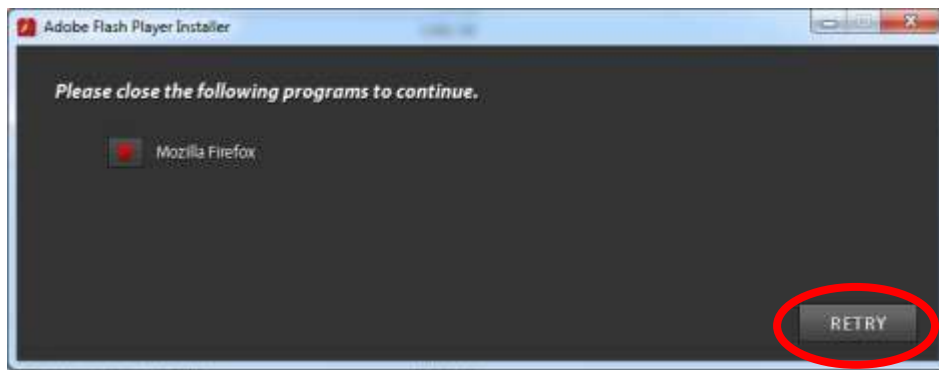 Adobe Flash Player Installer
Please close the following programs to continue.
Mozilla Firefox
RETRY